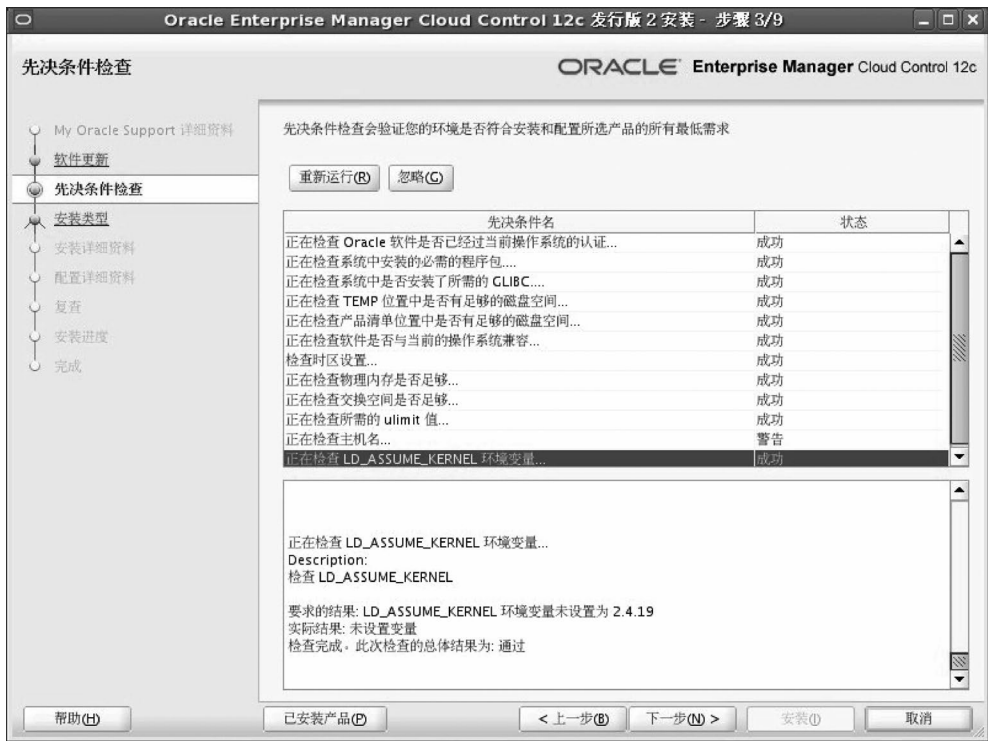 Oracle Enterprise Manager Cloud Control 12c 发行版 2 安装 - 步骤 3/9
先决条件检查
ORACLE Enterprise Manager Cloud Control 12c
My Oracle Support 详细资料
软件更新
先决条件检查
安装类型
安装详细资料
配置详细资料
复查
安装进度
完成
先决条件检查会验证您的环境是否符合安装和配置所选产品的所有最低需求
重新运行(R) 忽略(G)
先决条件名 状态
正在检查 Oracle 软件是否已经过当前操作系统的认证... 成功
正在检查系统中安装的必需的程序包.... 成功
正在检查系统中是否安装了所需的 GLIBC.... 成功
正在检查 TEMP 位置中是否有足够的磁盘空间... 成功
正在检查产品清单位置中是否有足够的磁盘空间... 成功
正在检查软件是否与当前的操作系统兼容... 成功
检查时区设置... 成功
正在检查物理内存是否足够... 成功
正在检查交换空间是否足够... 成功
正在检查所需的 ulimit 值... 成功
正在检查主机名... 警告
正在检查 LD_ASSUME_KERNEL 环境变量... 成功
正在检查 LD_ASSUME_KERNEL 环境变量...
Description:
检查 LD_ASSUME_KERNEL
要求的结果: LD_ASSUME_KERNEL 环境变量未设置为 2.4.19
实际结果: 未设置变量
检查完成。此次检查的总体结果为: 通过
帮助(H) 已安装产品(P) < 上一步(B) 下一步(N) > 安装(I) 取消